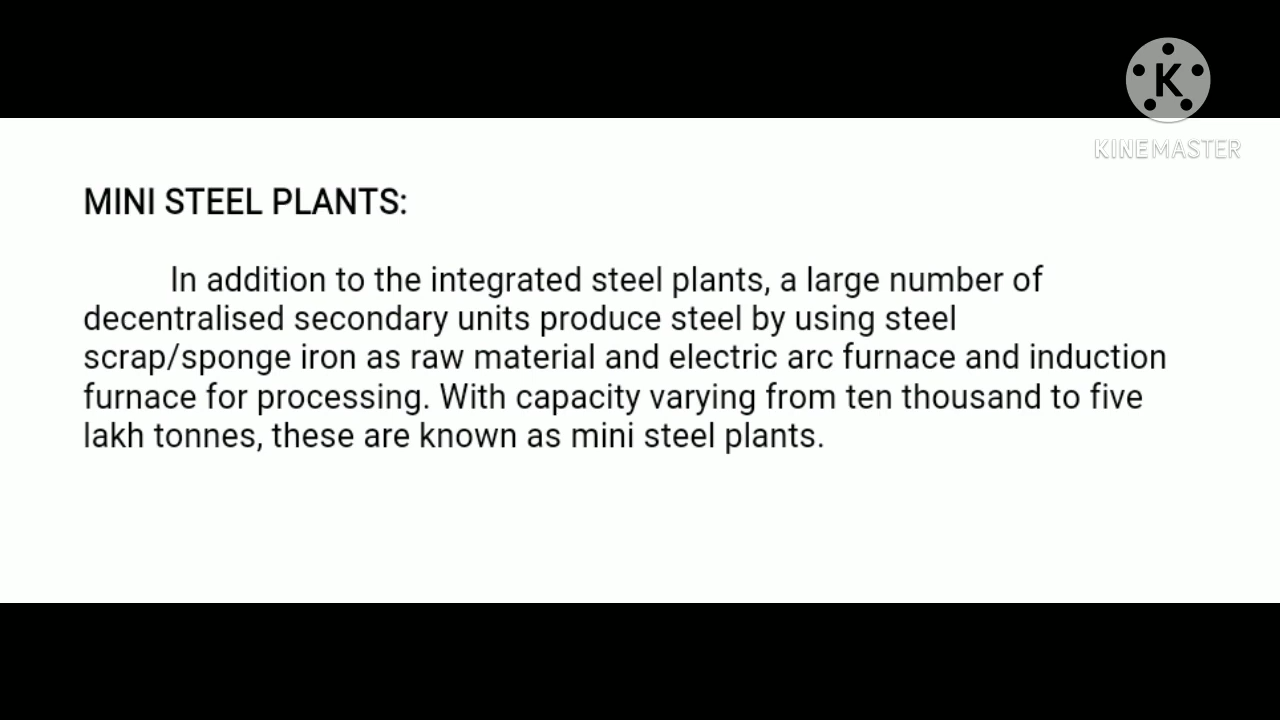 K
KINEMASTER
MINI STEEL PLANTS:
In addition to the integrated steel plants, a large number of
decentralised secondary units produce steel by using steel
scrap/sponge iron as raw material and electric arc furnace and induction
furnace for processing. With capacity varying from ten thousand to five
lakh tonnes, these are known as mini steel plants.